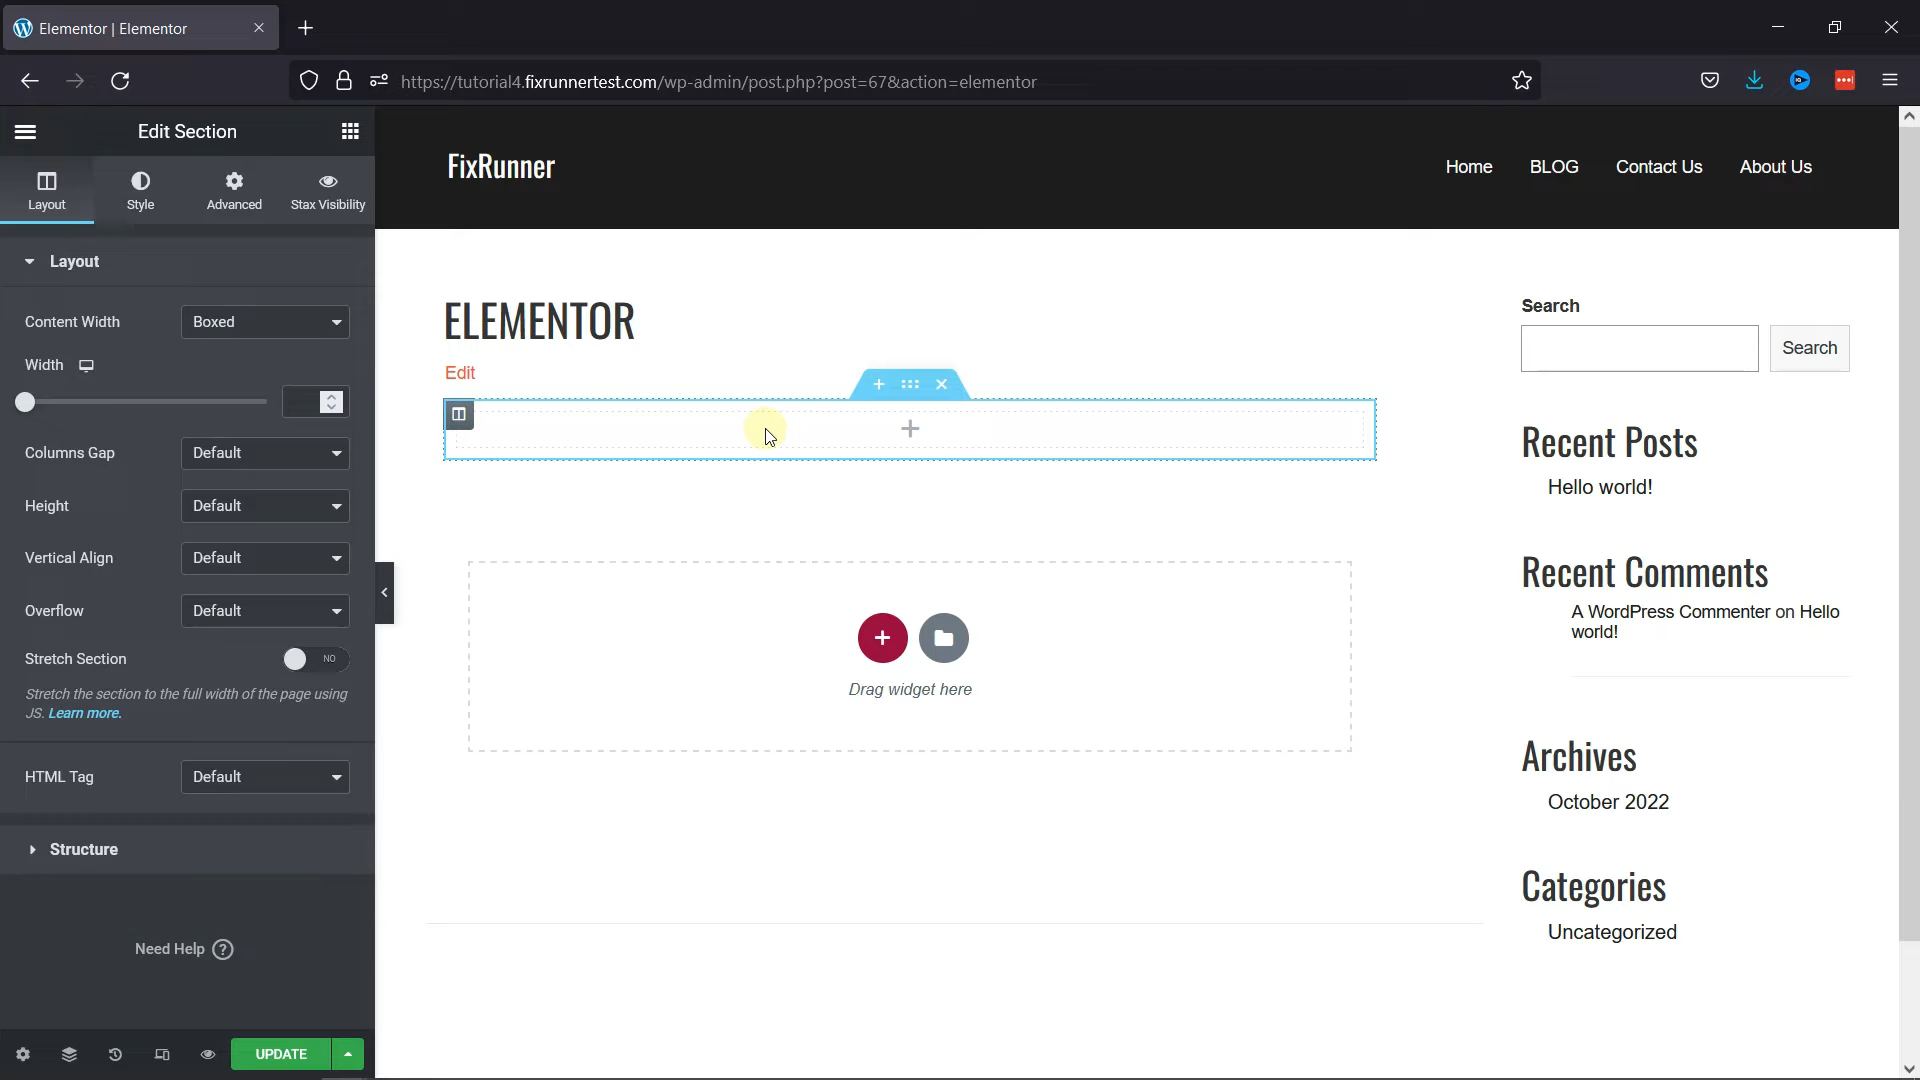 Elementor | Elementor
https://tutorial4.fixrunnertest.com/wp-admin/post.php?post=67&action=elementor
Edit Section
Layout
Style
Advanced
Stax Visibility
Layout
Content Width
Boxed
Width
Columns Gap
Default
Height
Default
Vertical Align
Default
Overflow
Default
Stretch Section
NO
Stretch the section to the full width of the page using
JS. Learn more.
HTML Tag
Default
Structure
Need Help
UPDATE
FixRunner
Home
BLOG
Contact Us
About Us
ELEMENTOR
Edit
Drag widget here
Search
Search
Recent Posts
Hello world!
Recent Comments
A WordPress Commenter on Hello
world!
Archives
October 2022
Categories
Uncategorized